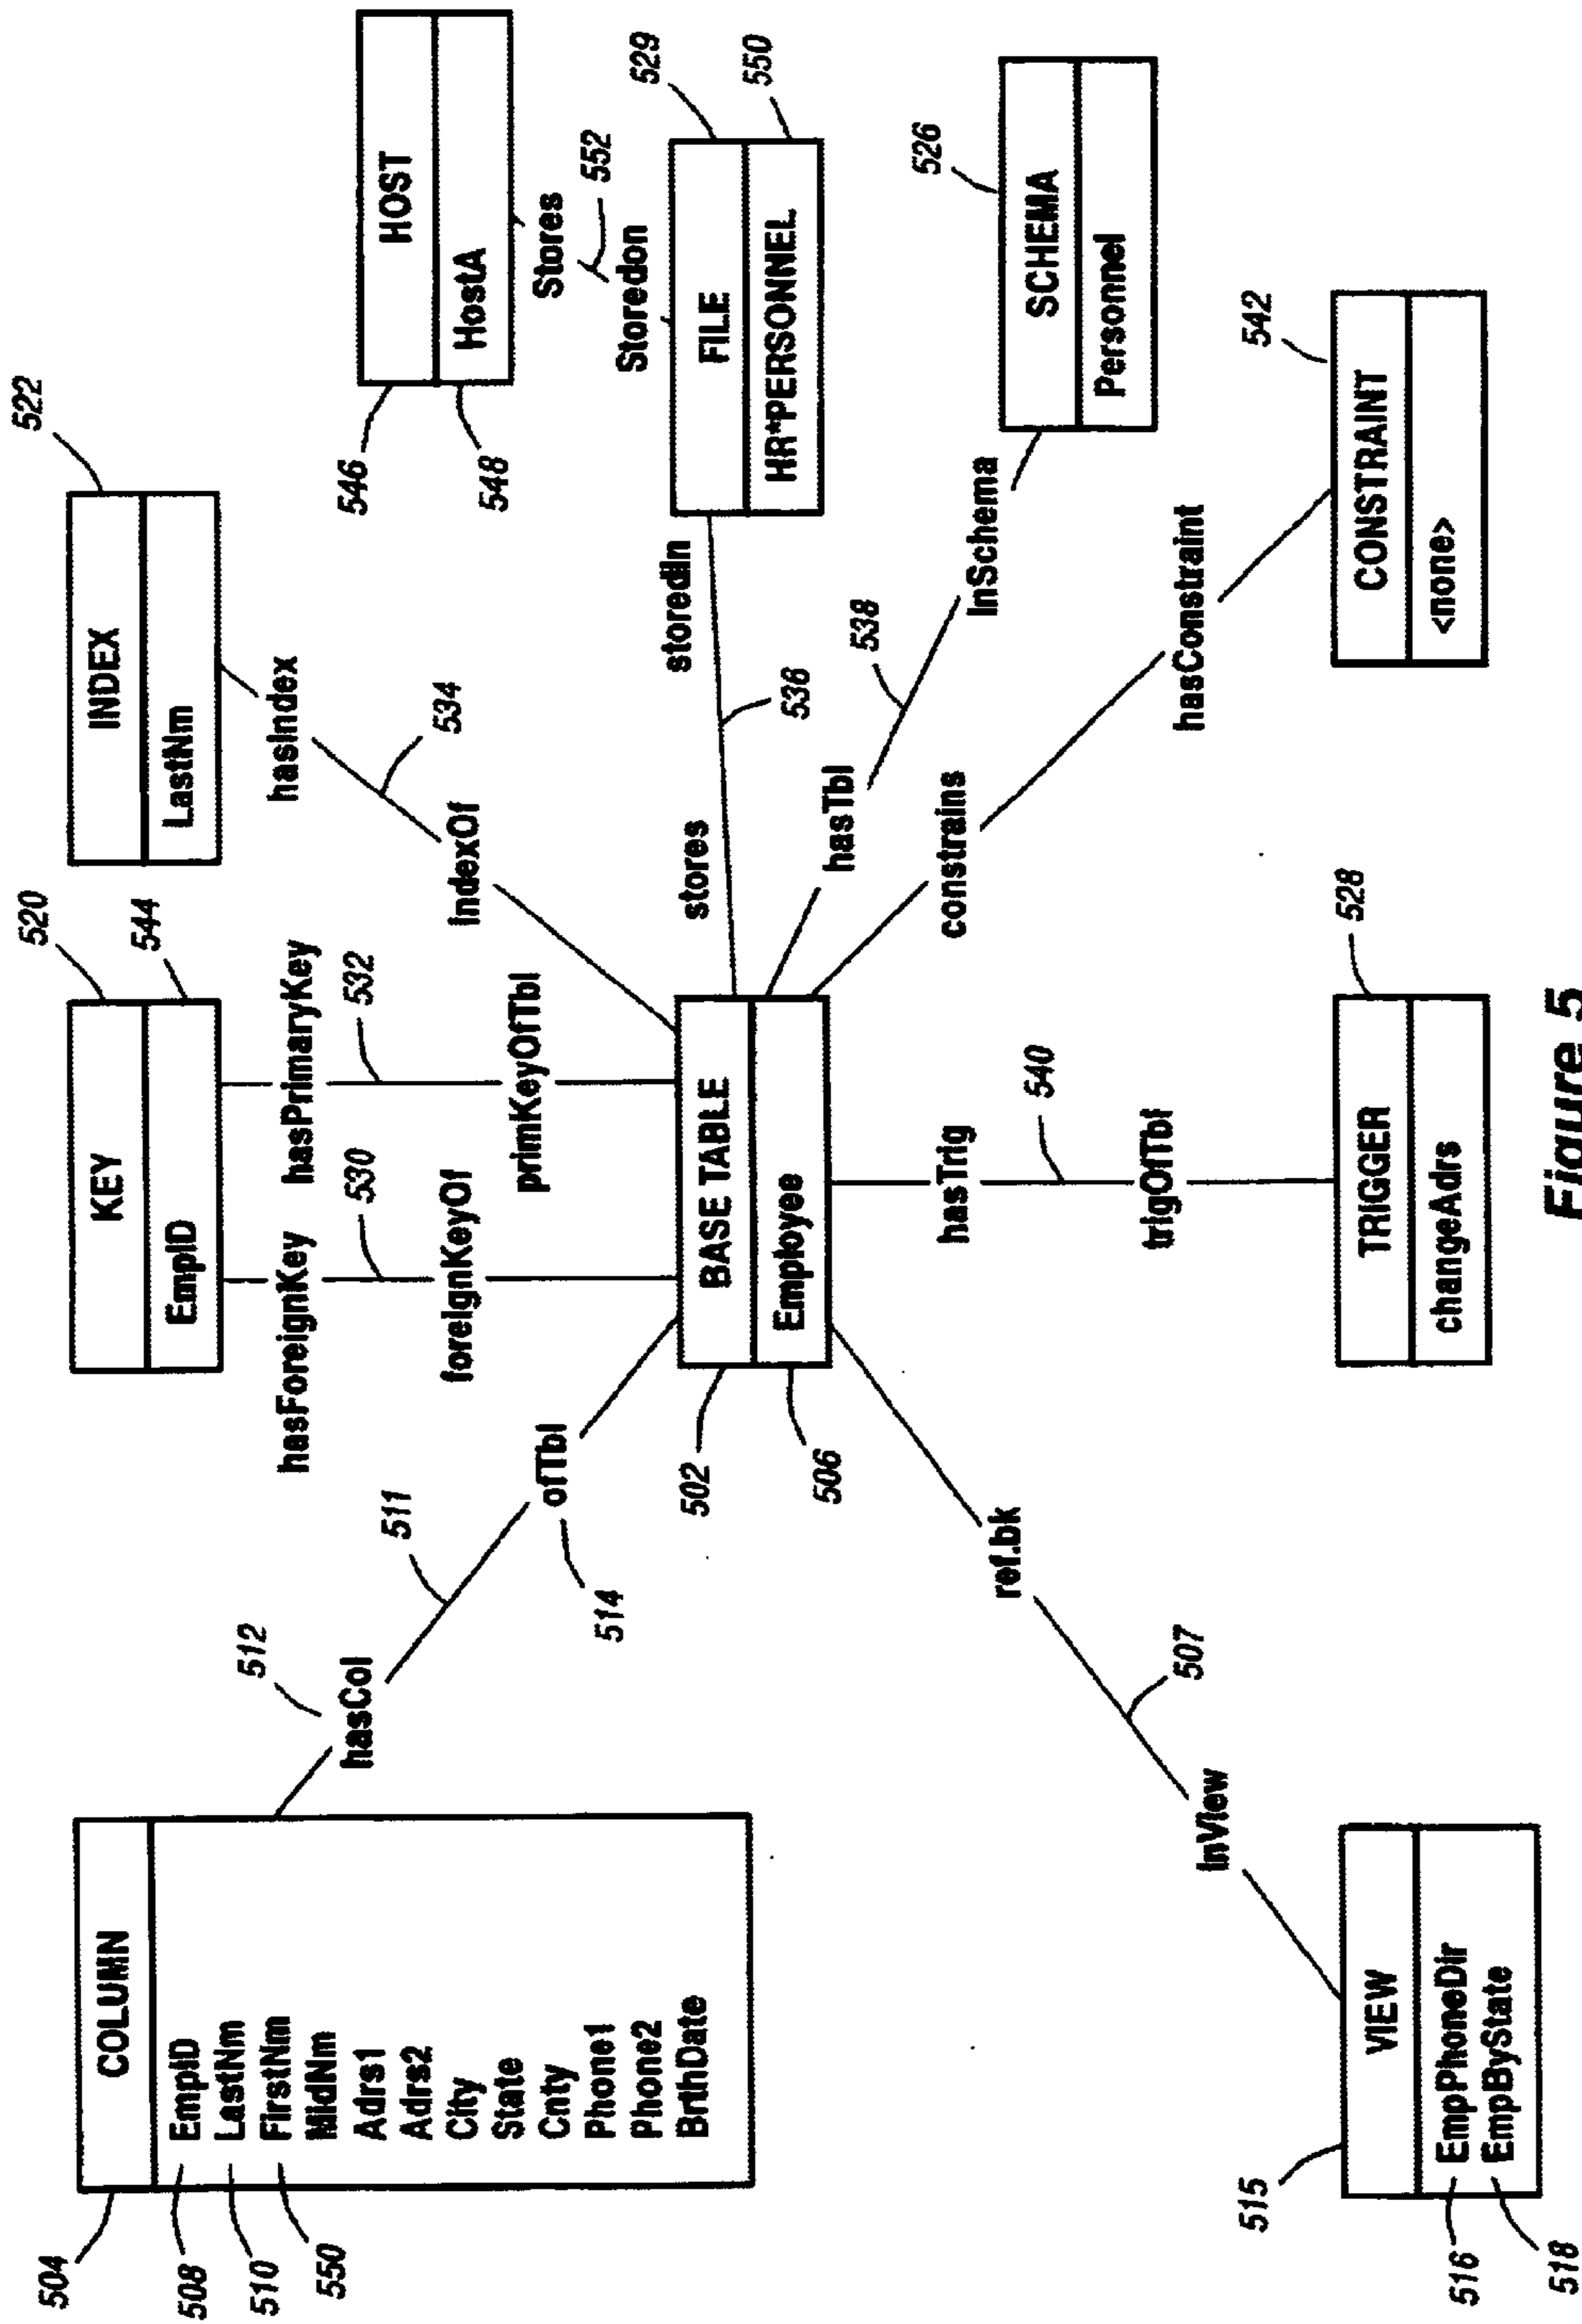 504
COLUMN
508
EmpID
510
LastNm
550
FirstNm
MidNm
Adrs1
Adrs2
City
State
Cnty
Phone1
Phone2
BrthDate
512
hasCol
511
ofTbl
514
520
KEY
544
EmpID
hasForeignKey
530
foreignKeyOf
hasPrimaryKey
532
primKeyOfTbl
522
INDEX
LastNm
hasIndex
534
indexOf
546
HOST
548
HostA
Stores
552
Storedon
529
FILE
550
HR*PERSONNEL
storedIn
536
stores
502
BASE TABLE
506
Employee
526
SCHEMA
Personnel
InSchema
538
hasTbl
constrains
hasConstraint
542
CONSTRAINT
<none>
hasTrig
540
trigOfTbl
528
TRIGGER
changeAdrs
ref.bk
507
inView
515
VIEW
516
EmpPhoneDir
518
EmpByState
Figure 5